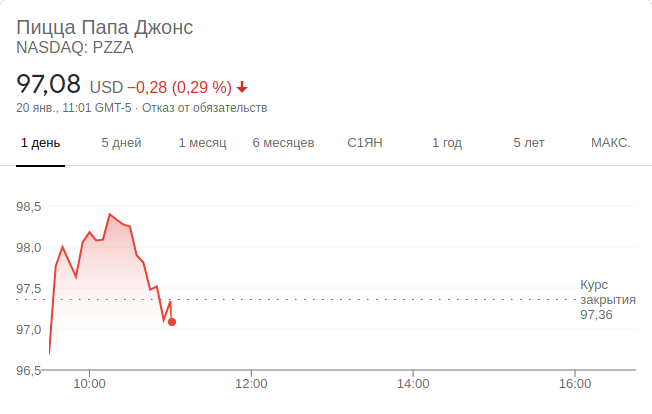 Пицца Папа Джонс
NASDAQ: PZZA
97,08 USD −0,28 (0,29 %)
20 янв., 11:01 GMT-5 · Отказ от обязательств
1 день 5 дней 1 месяц 6 месяцев С1ЯН 1 год 5 лет МАКС.
98,5
98,0
97,5
97,0
96,5
Курс
закрытия
97,36
10:00 12:00 14:00 16:00